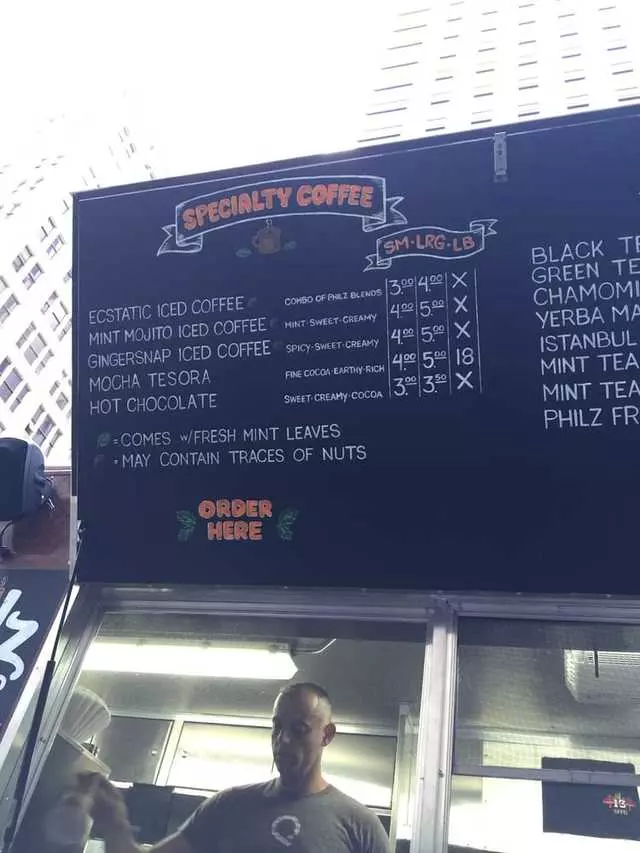 SPECIALTY COFFEE
SM·LRG·LB
ECSTATIC ICED COFFEE COMBO OF PHILZ BLENDS 3.00 4.00 X
MINT MOJITO ICED COFFEE MINT·SWEET·CREAMY 4.00 5.00 X
GINGERSNAP ICED COFFEE SPICY·SWEET·CREAMY 4.00 5.00 X
MOCHA TESORA FINE COCOA·EARTHY·RICH 4.00 5.00 18
HOT CHOCOLATE SWEET·CREAMY·COCOA 3.00 3.50 X
= COMES W/FRESH MINT LEAVES
= MAY CONTAIN TRACES OF NUTS
ORDER
HERE
BLACK TE
GREEN TE
CHAMOMI
YERBA MA
ISTANBUL
MINT TEA
MINT TEA
PHILZ FR
13